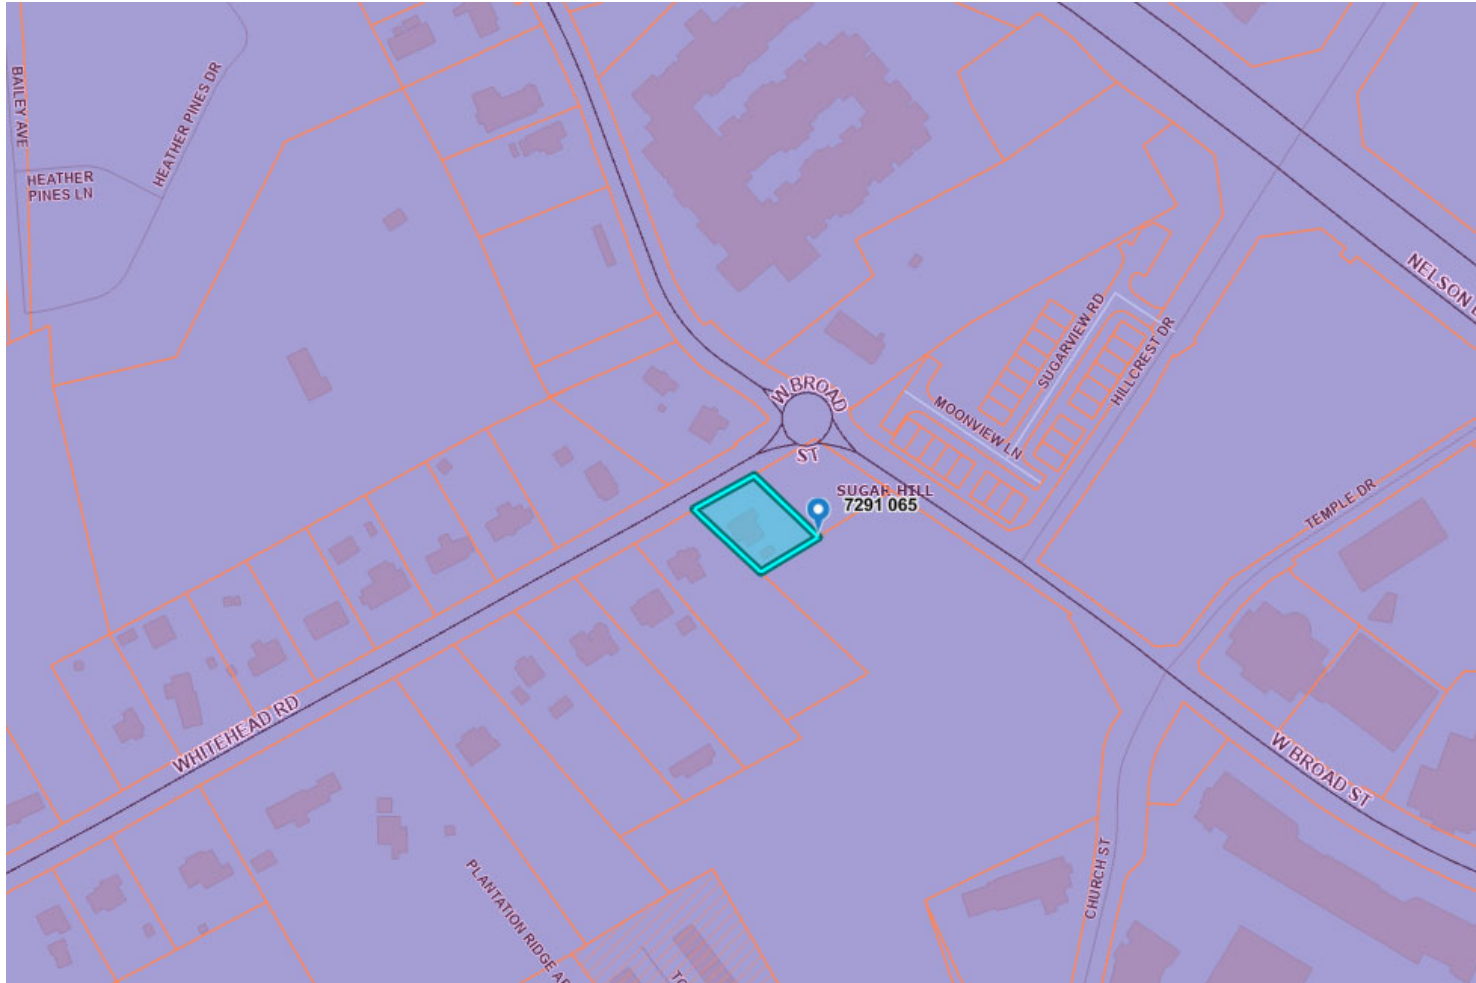 BAILEY AVE
HEATHER PINES DR
HEATHER
PINES LN
NELSON
SUGARVIEW RD
HILLCREST DR
MOONVIEW LN
W BROAD
ST
SUGAR HILL
7291 065
TEMPLE DR
WHITEHEAD RD
W BROAD ST
CHURCH ST
PLANTATION RIDGE